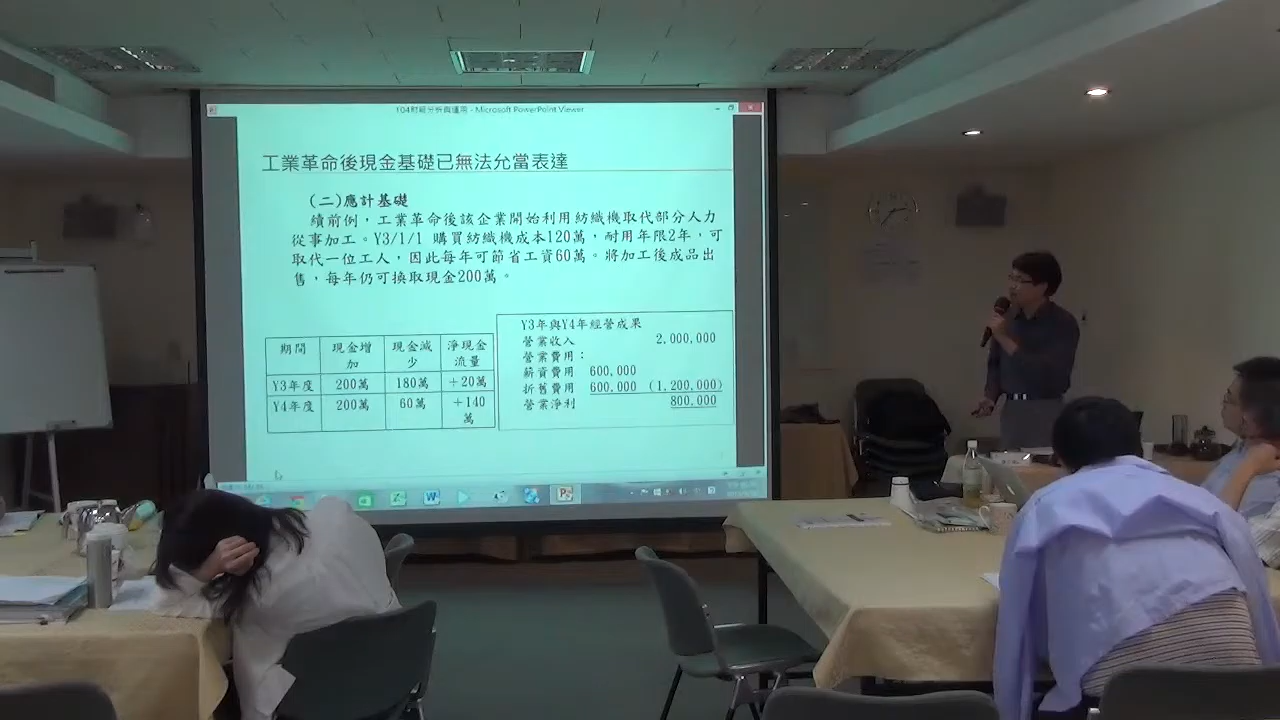 104財報分析與運用 - Microsoft PowerPoint Viewer
工業革命後現金基礎已無法允當表達
(二)應計基礎
續前例，工業革命後該企業開始利用紡織機取代部分人力
從事加工。Y3/1/1 購買紡織機成本120萬，耐用年限2年，可
取代一位工人，因此每年可節省工資60萬。將加工後成品出
售，每年仍可換取現金200萬。
期間 現金增加 現金減少 淨現金流量
Y3年度 200萬 180萬 +20萬
Y4年度 200萬 60萬 +140萬
Y3年與Y4年經營成果
營業收入 2,000,000
營業費用：
薪資費用 600,000
折舊費用 600,000 (1,200,000)
營業淨利 800,000